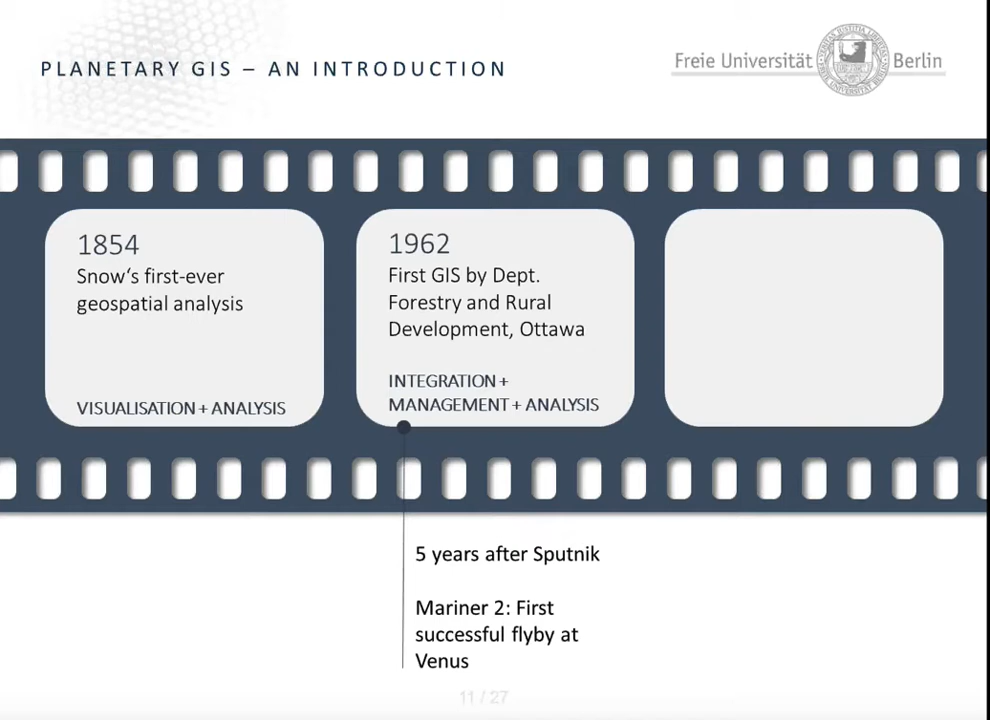 PLANETARY GIS – AN INTRODUCTION
Freie Universität Berlin
1854
Snow‘s first-ever
geospatial analysis
VISUALISATION + ANALYSIS
1962
First GIS by Dept.
Forestry and Rural
Development, Ottawa
INTEGRATION +
MANAGEMENT + ANALYSIS
5 years after Sputnik
Mariner 2: First
successful flyby at
Venus
11 / 27